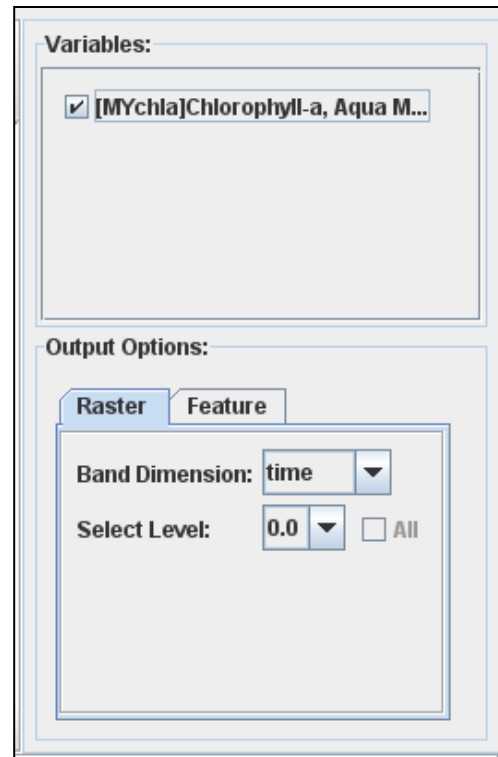 Variables:
[MYchla]Chlorophyll-a, Aqua M...
Output Options:
Raster Feature
Band Dimension: time
Select Level: 0.0 All